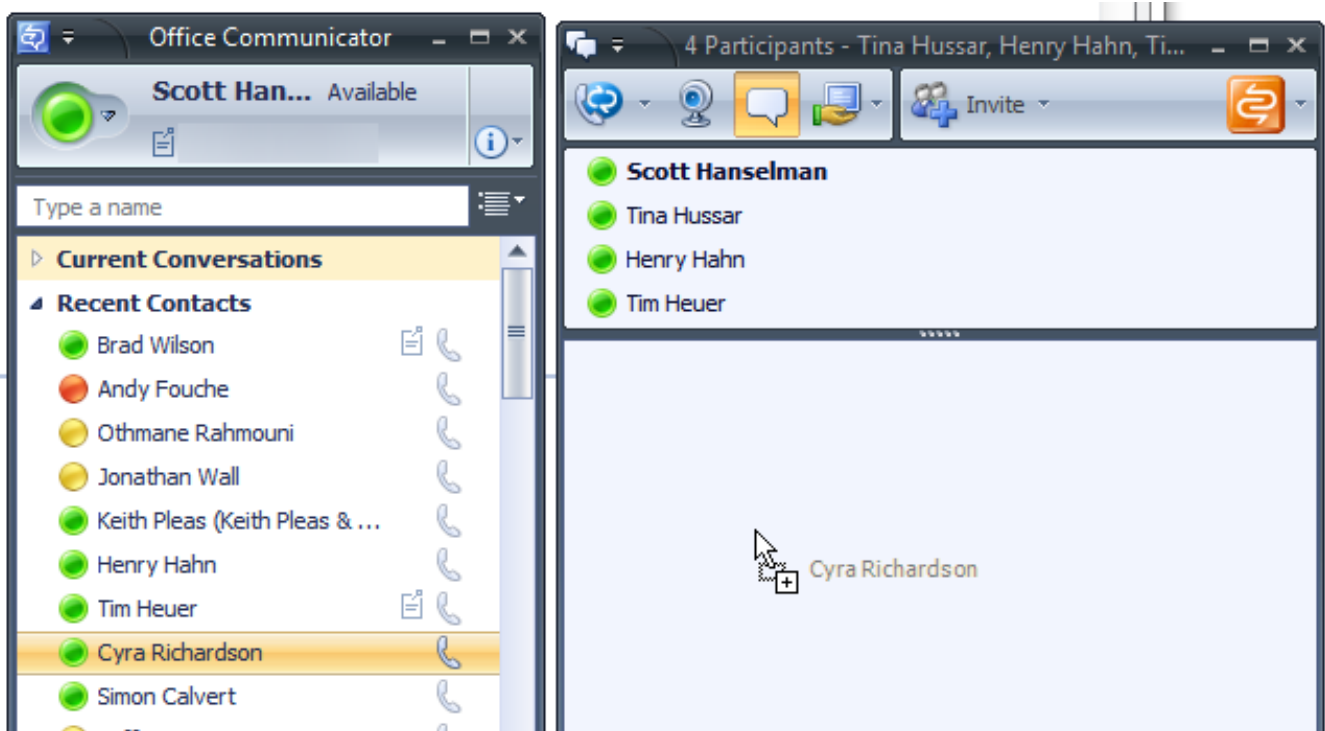 Office Communicator
Scott Han... Available
Type a name
Current Conversations
Recent Contacts
Brad Wilson
Andy Fouche
Othmane Rahmouni
Jonathan Wall
Keith Pleas (Keith Pleas & ...
Henry Hahn
Tim Heuer
Cyra Richardson
Simon Calvert
4 Participants - Tina Hussar, Henry Hahn, Ti...
Invite
Scott Hanselman
Tina Hussar
Henry Hahn
Tim Heuer
Cyra Richardson